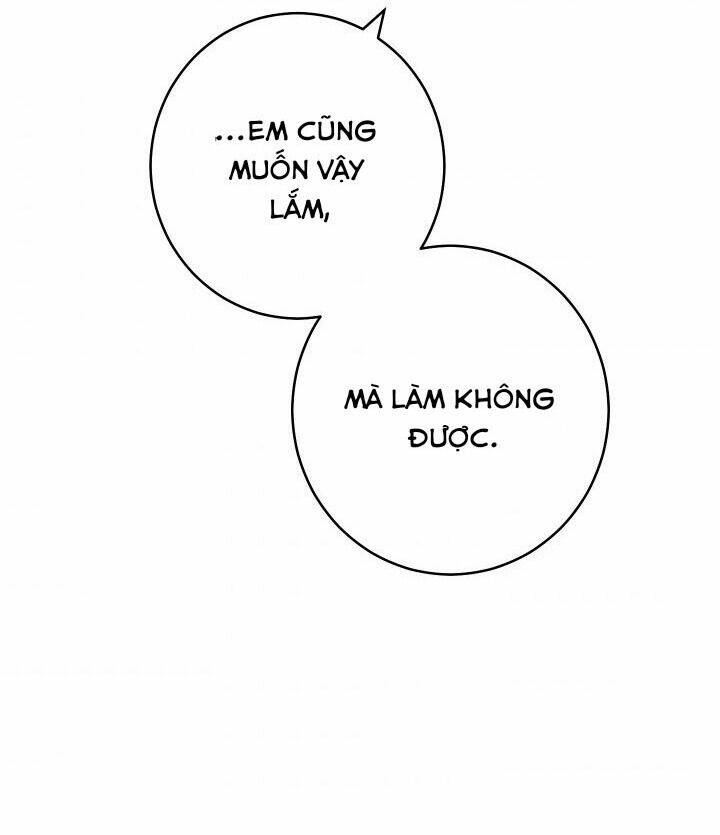 ...EM CŨNG
MUỐN VẬY
LẮM,
MÀ LÀM KHÔNG
ĐƯỢC.